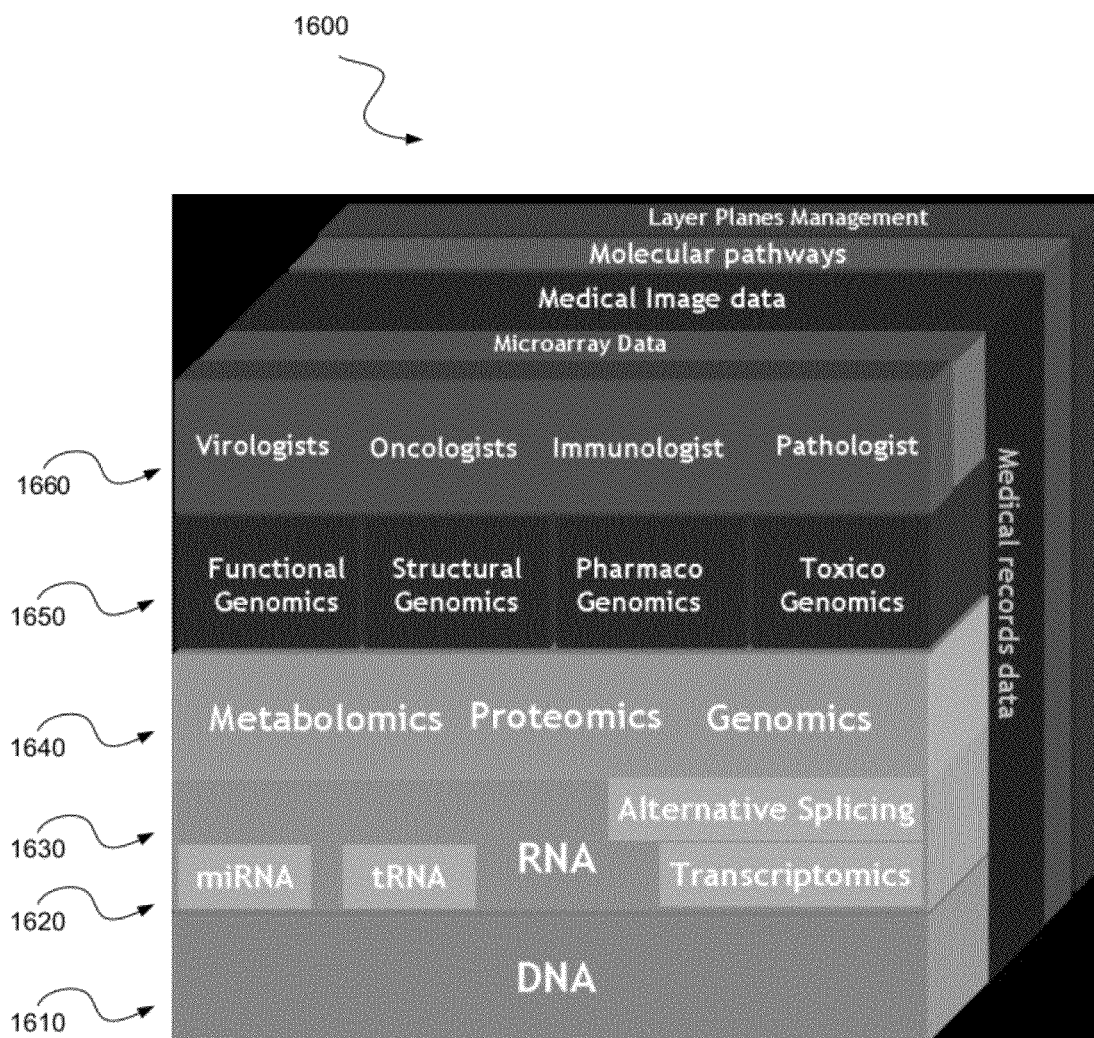 1600
Layer Planes Management
Molecular pathways
Medical Image data
Microarray Data
Virologists Oncologists Immunologist Pathologist
1660
Medical records data
Functional Genomics
Structural Genomics
Pharmaco Genomics
Toxico Genomics
1650
Metabolomics Proteomics Genomics
1640
Alternative Splicing
1630
RNA
miRNA tRNA Transcriptomics
1620
DNA
1610